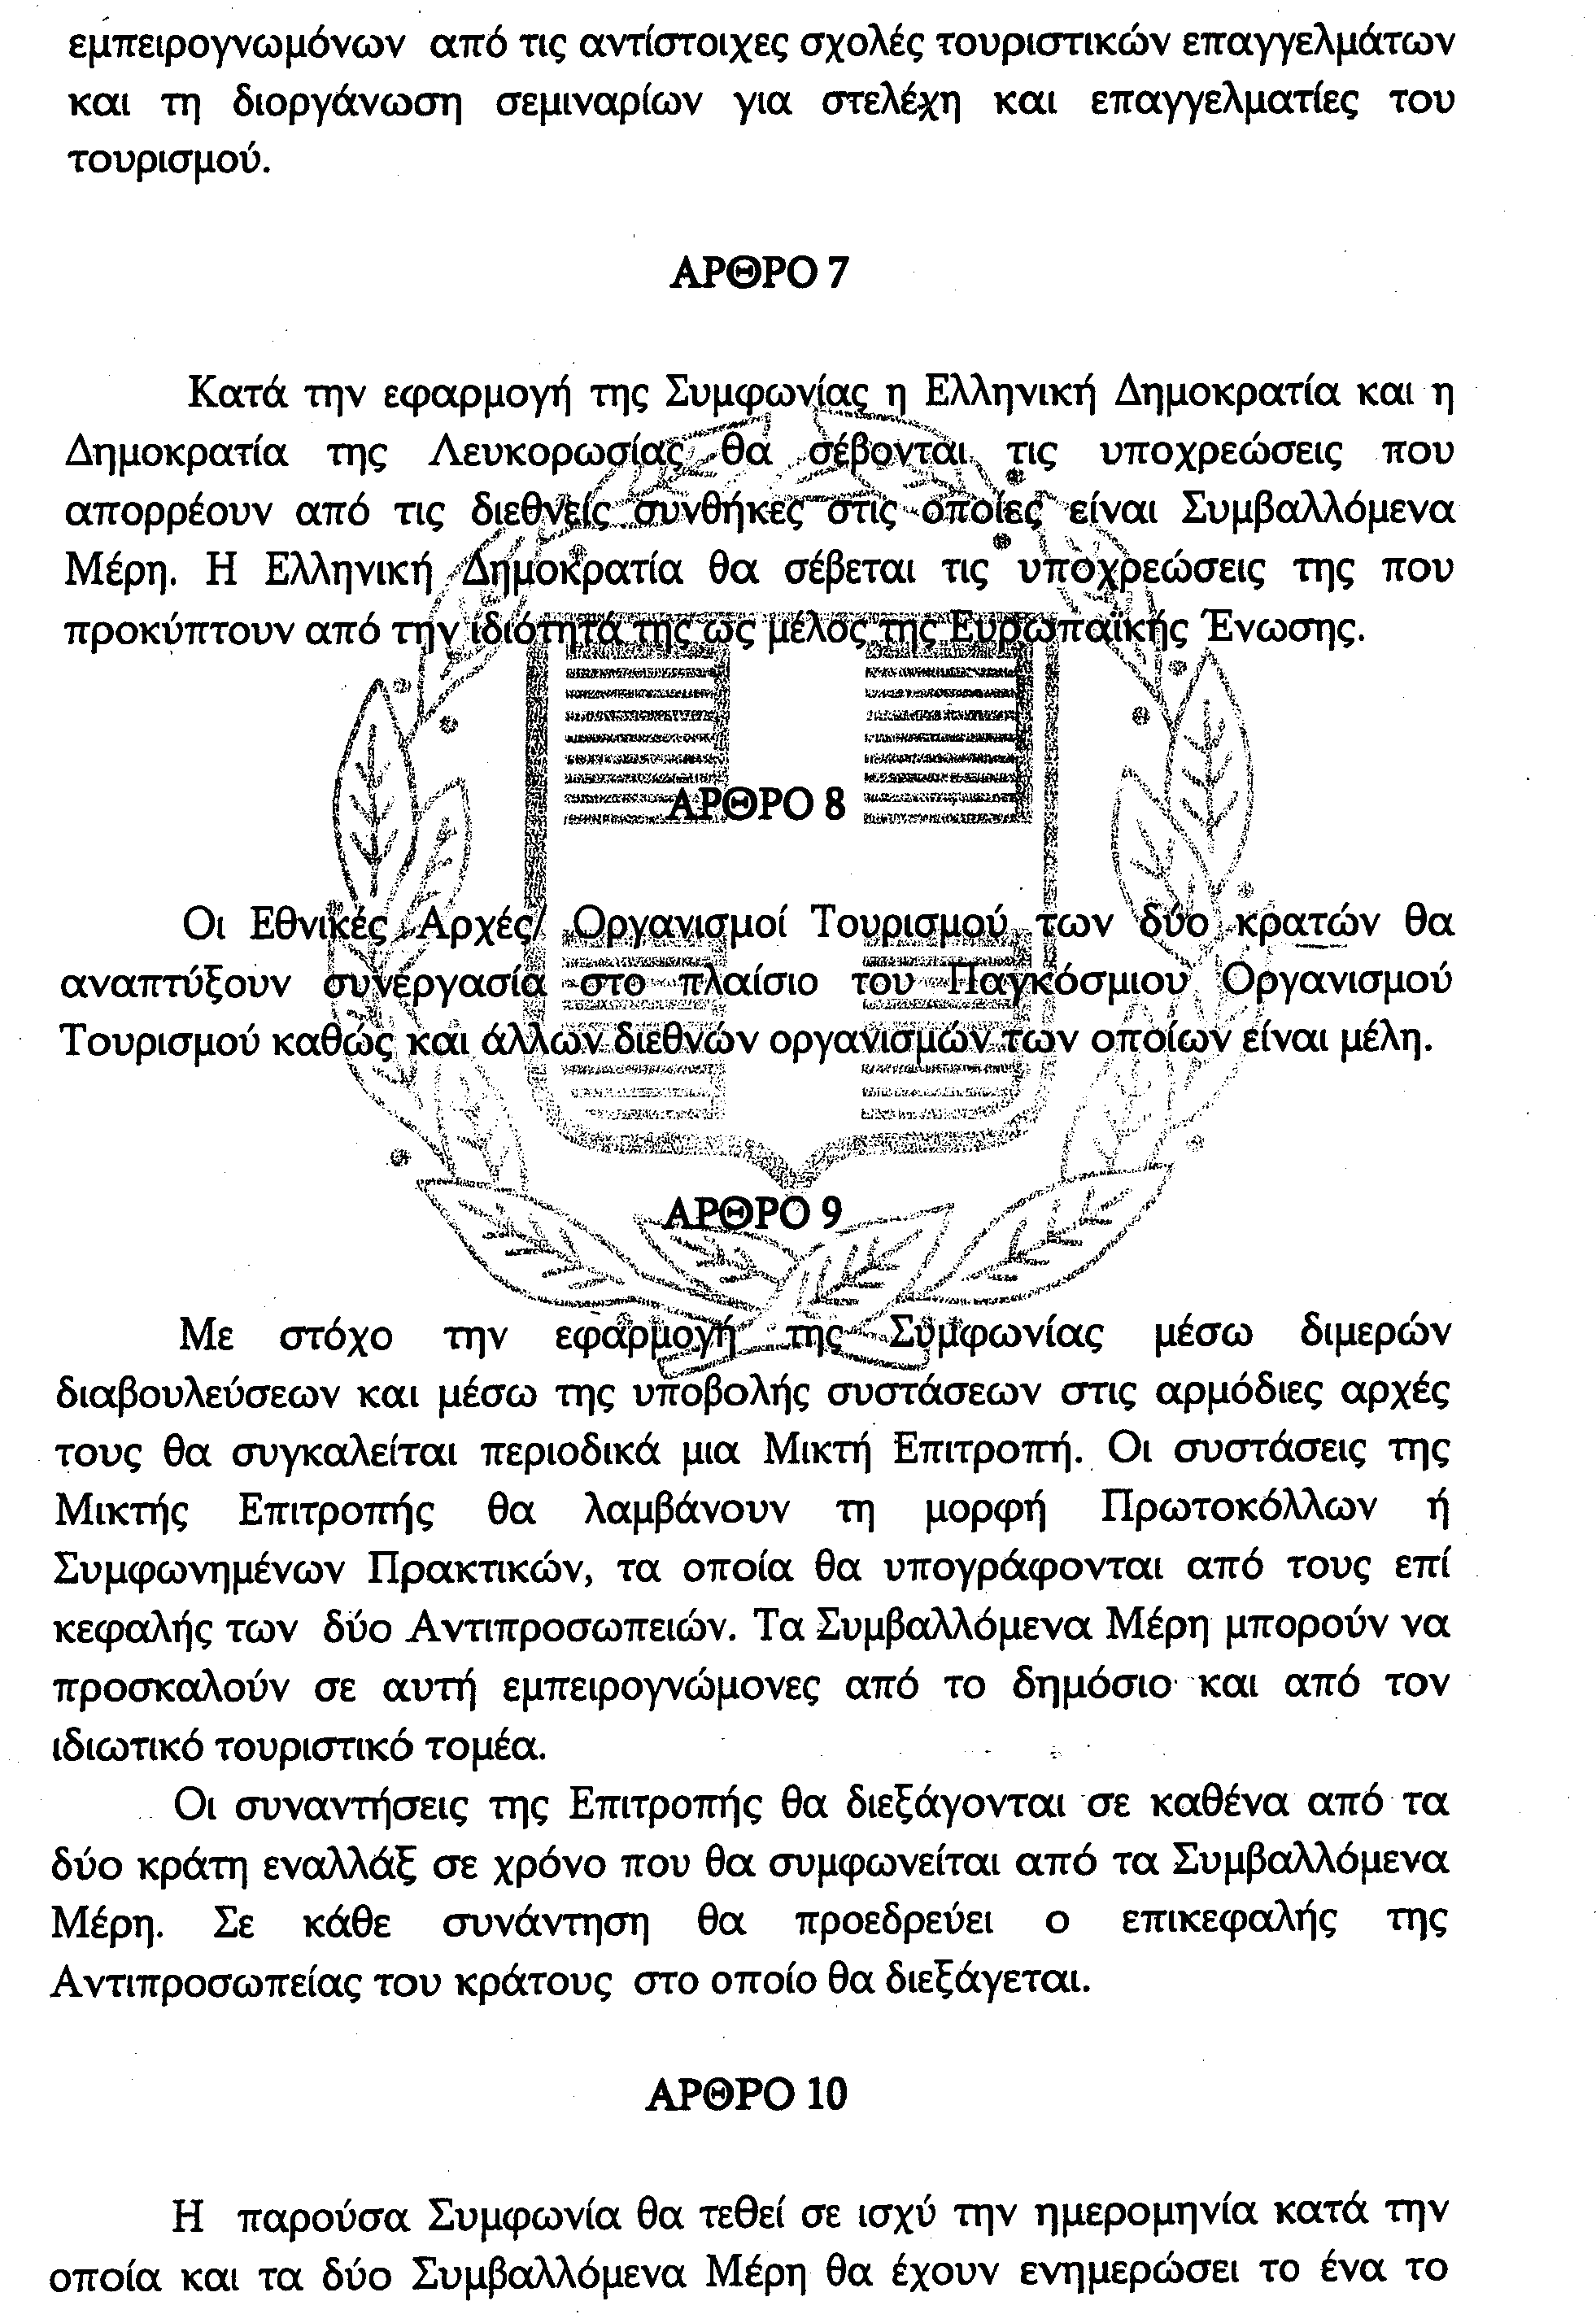 εμπειρογνωμόνων από τις αντίστοιχες σχολές τουριστικών επαγγελμάτων
και τη διοργάνωση σεμιναρίων για στελέχη και επαγγελματίες του
τουρισμού.
ΑΡΘΡΟ 7
Κατά την εφαρμογή της Συμφωνίας η Ελληνική Δημοκρατία και η
Δημοκρατία της Λευκορωσίας θα σέβονται τις υποχρεώσεις που
απορρέουν από τις διεθνείς συνθήκες στις οποίες είναι Συμβαλλόμενα
Μέρη. Η Ελληνική Δημοκρατία θα σέβεται τις υποχρεώσεις της που
προκύπτουν από την ιδιότητά της ως μέλος της Ευρωπαϊκής Ένωσης.
ΑΡΘΡΟ 8
Οι Εθνικές Αρχές/ Οργανισμοί Τουρισμού των δύο κρατών θα
αναπτύξουν συνεργασία στο πλαίσιο του Παγκόσμιου Οργανισμού
Τουρισμού καθώς και άλλων διεθνών οργανισμών των οποίων είναι μέλη.
ΑΡΘΡΟ 9
Με στόχο την εφαρμογή της Συμφωνίας μέσω διμερών
διαβουλεύσεων και μέσω της υποβολής συστάσεων στις αρμόδιες αρχές
τους θα συγκαλείται περιοδικά μια Μικτή Επιτροπή. Οι συστάσεις της
Μικτής Επιτροπής θα λαμβάνουν τη μορφή Πρωτοκόλλων ή
Συμφωνημένων Πρακτικών, τα οποία θα υπογράφονται από τους επί
κεφαλής των δύο Αντιπροσωπειών. Τα Συμβαλλόμενα Μέρη μπορούν να
προσκαλούν σε αυτή εμπειρογνώμονες από το δημόσιο και από τον
ιδιωτικό τουριστικό τομέα.
Οι συναντήσεις της Επιτροπής θα διεξάγονται σε καθένα από τα
δύο κράτη εναλλάξ σε χρόνο που θα συμφωνείται από τα Συμβαλλόμενα
Μέρη. Σε κάθε συνάντηση θα προεδρεύει ο επικεφαλής της
Αντιπροσωπείας του κράτους στο οποίο θα διεξάγεται.
ΑΡΘΡΟ 10
Η παρούσα Συμφωνία θα τεθεί σε ισχύ την ημερομηνία κατά την
οποία και τα δύο Συμβαλλόμενα Μέρη θα έχουν ενημερώσει το ένα το